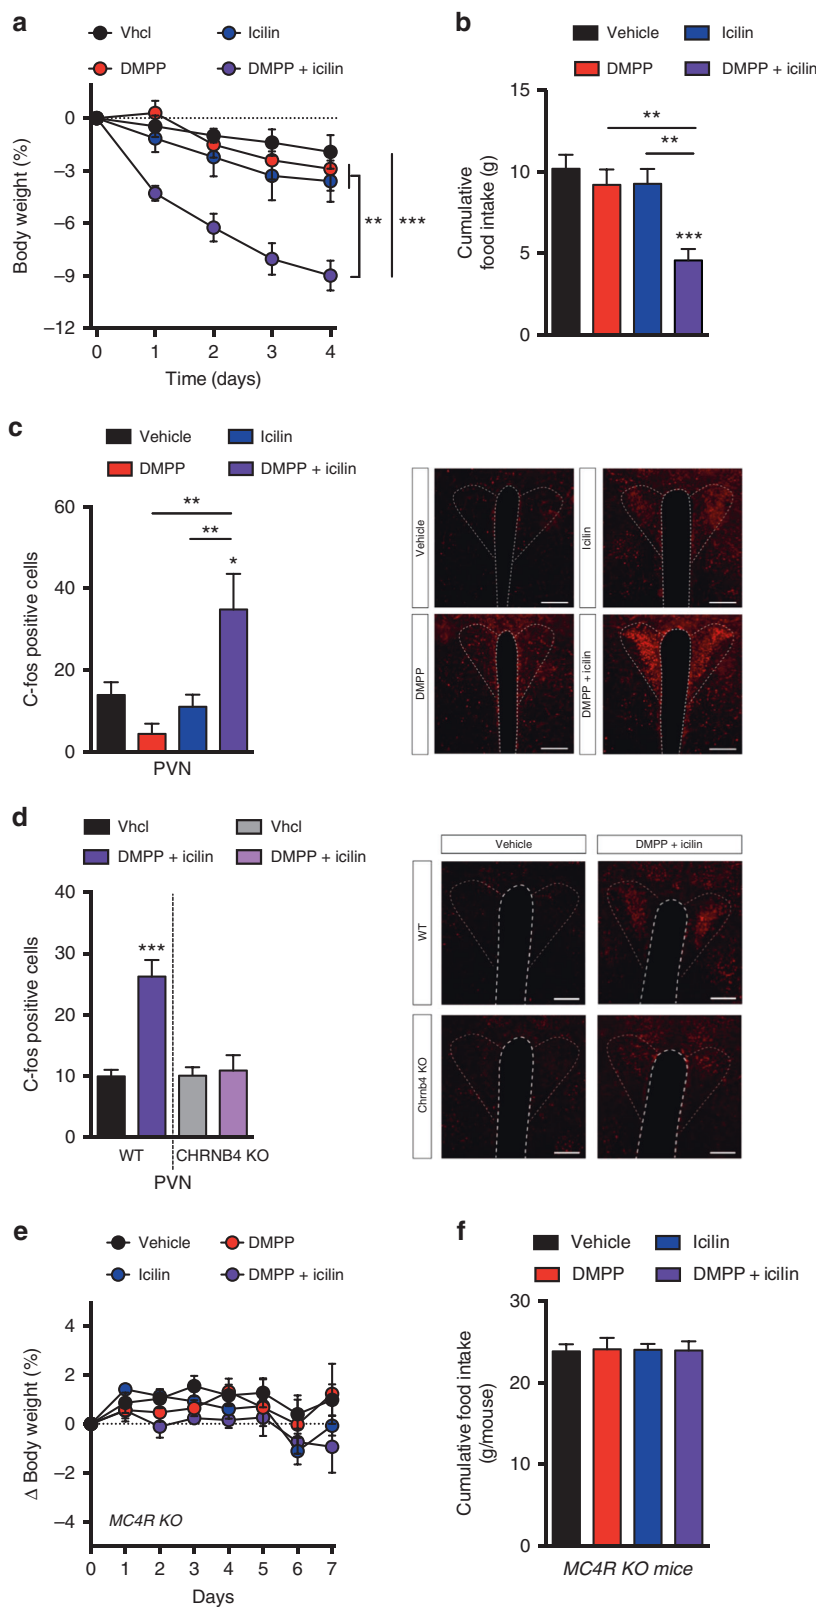 a
Vhcl
Icilin
DMPP
DMPP + icilin
Body weight (%)
0
−3
−6
−9
−12
0 1 2 3 4
Time (days)
** ***
b
Vehicle
Icilin
DMPP
DMPP + icilin
Cumulative
food intake (g)
15
10
5
0
**
**
***
c
Vehicle
Icilin
DMPP
DMPP + icilin
C-fos positive cells
60
40
20
0
**
**
*
PVN
Vehicle
Icilin
DMPP
DMPP + icilin
d
Vhcl
Vhcl
DMPP + icilin
DMPP + icilin
C-fos positive cells
40
30
20
10
0
***
WT
CHRNB4 KO
PVN
Vehicle
DMPP + icilin
WT
Chrnb4 KO
e
Vehicle
DMPP
Icilin
DMPP + icilin
Δ Body weight (%)
4
2
0
−2
−4
MC4R KO
0 1 2 3 4 5 6 7
Days
f
Vehicle
Icilin
DMPP
DMPP + icilin
Cumulative food intake
(g/mouse)
30
20
10
0
MC4R KO mice